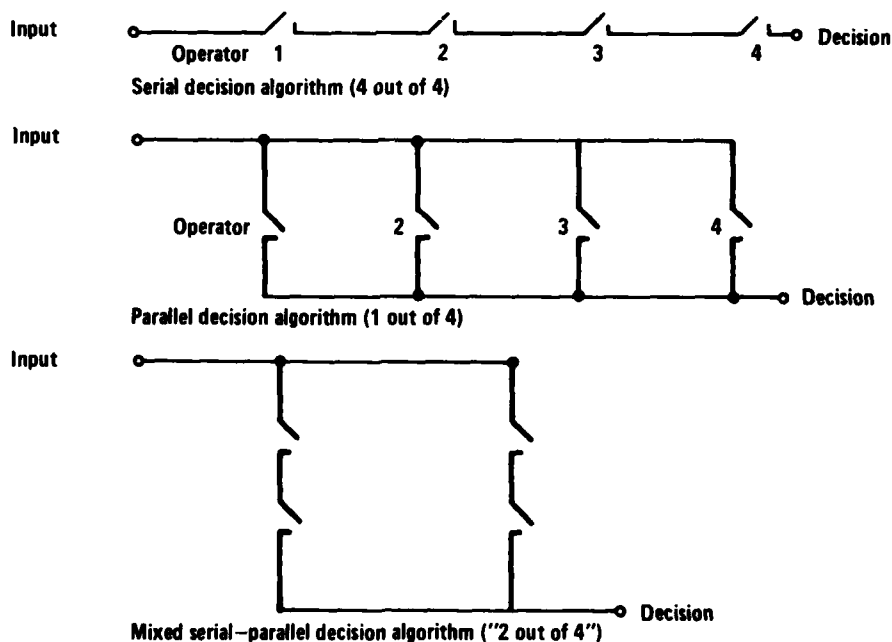 Input
Operator 1 2 3 4 Decision
Serial decision algorithm (4 out of 4)
Input
Operator 2 3 4
Decision
Parallel decision algorithm (1 out of 4)
Input
Decision
Mixed serial-parallel decision algorithm ("2 out of 4")